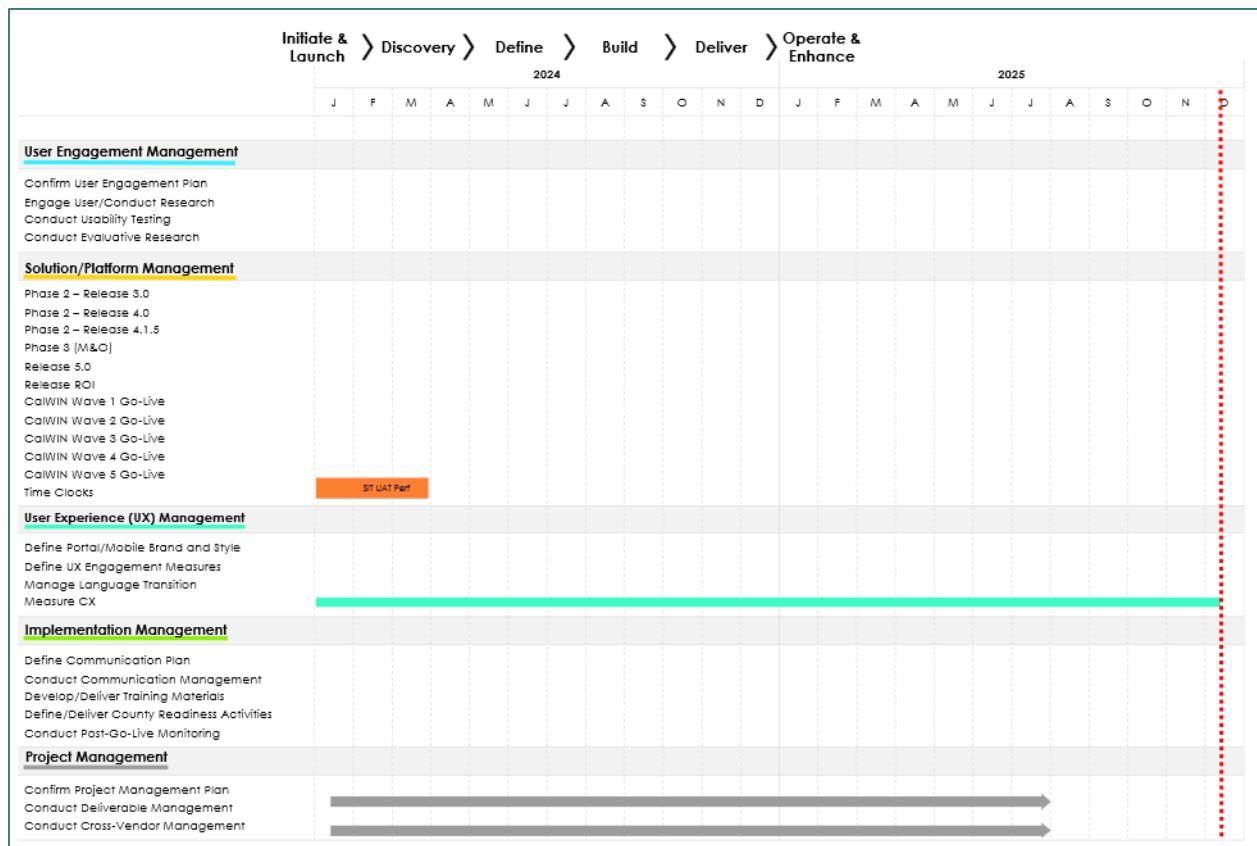 Initiate & Launch > Discovery > Define > Build > Deliver > Operate & Enhance
2024 2025
J F M A M J J A S O N D J F M A M J J A S O N D
User Engagement Management
Confirm User Engagement Plan
Engage User/Conduct Research
Conduct Usability Testing
Conduct Evaluative Research
Solution/Platform Management
Phase 2 – Release 3.0
Phase 2 – Release 4.0
Phase 2 – Release 4.1.5
Phase 3 (M&O)
Release 5.0
Release ROI
CalWIN Wave 1 Go-Live
CalWIN Wave 2 Go-Live
CalWIN Wave 3 Go-Live
CalWIN Wave 4 Go-Live
CalWIN Wave 5 Go-Live
Time Clocks SIT UAT Perf
User Experience (UX) Management
Define Portal/Mobile Brand and Style
Define UX Engagement Measures
Manage Language Transition
Measure CX
Implementation Management
Define Communication Plan
Conduct Communication Management
Develop/Deliver Training Materials
Define/Deliver County Readiness Activities
Conduct Post-Go-Live Monitoring
Project Management
Confirm Project Management Plan
Conduct Deliverable Management
Conduct Cross-Vendor Management